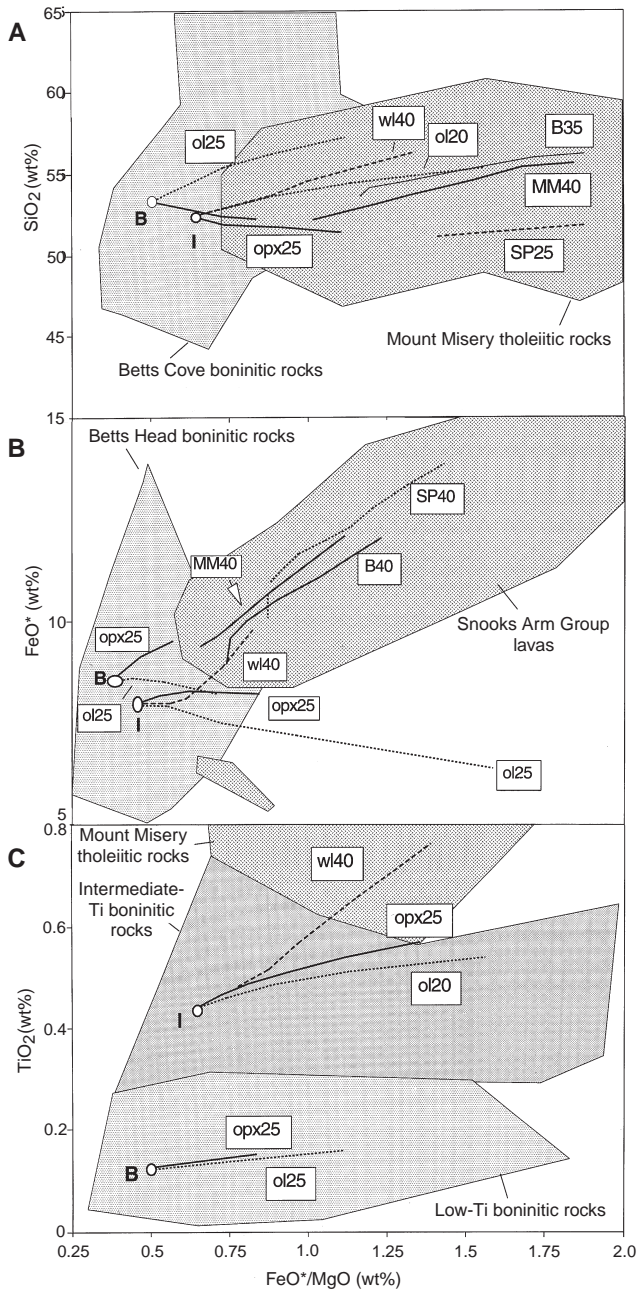 A
65
60
55
50
45
SiO2 (wt%)
ol25
wl40
ol20
B35
MM40
B
I
opx25
SP25
Mount Misery tholeiitic rocks
Betts Cove boninitic rocks
15
B
10
5
FeO* (wt%)
Betts Head boninitic rocks
SP40
MM40
B40
opx25
Snooks Arm Group
lavas
B
wl40
ol25
I
opx25
ol25
0.8
C
0.6
0.4
0.2
0
TiO2 (wt%)
Mount Misery
tholeiitic rocks
wl40
Intermediate-
Ti boninitic
rocks
opx25
ol20
I
opx25
B
ol25
Low-Ti boninitic rocks
0.25
0.5
0.75
1.0
1.25
1.5
1.75
2.0
FeO*/MgO (wt%)